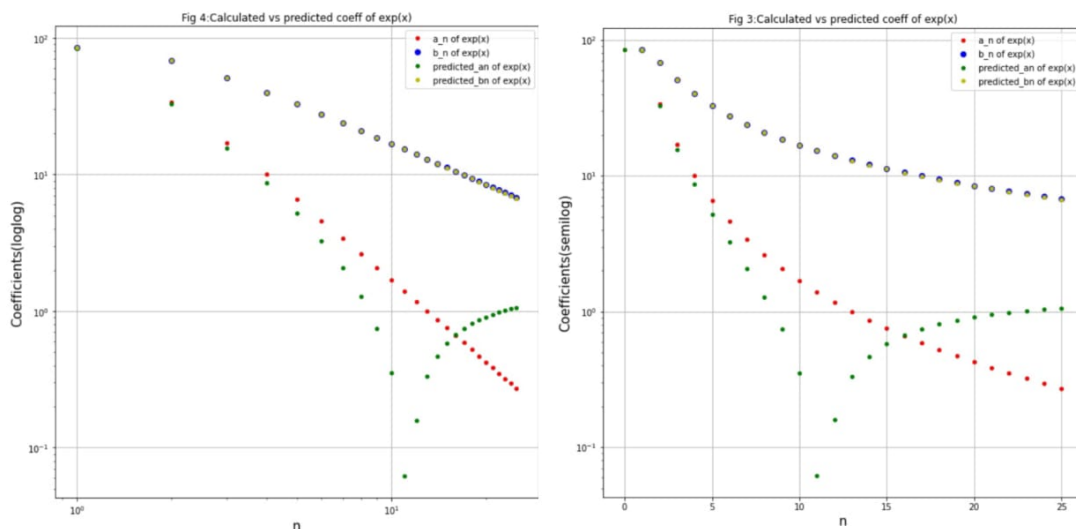 Fig 4:Calculated vs predicted coeff of exp(x)
a_n of exp(x)
b_n of exp(x)
predicted_an of exp(x)
predicted_bn of exp(x)
10²
10¹
10⁰
10⁻¹
Coefficients(loglog)
10⁰
10¹
n
Fig 3:Calculated vs predicted coeff of exp(x)
a_n of exp(x)
b_n of exp(x)
predicted_an of exp(x)
predicted_bn of exp(x)
10²
10¹
10⁰
10⁻¹
Coefficients(semilog)
0
5
10
15
20
25
n